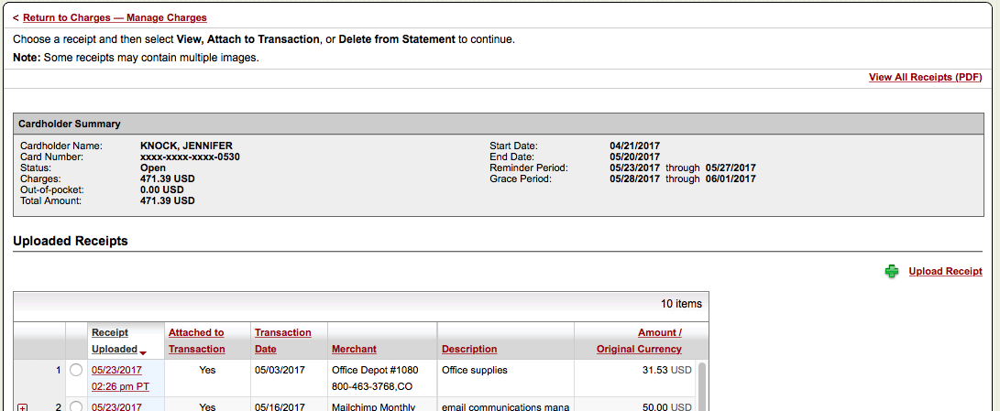 < Return to Charges — Manage Charges
Choose a receipt and then select View, Attach to Transaction, or Delete from Statement to continue.
Note: Some receipts may contain multiple images.
View All Receipts (PDF)
Cardholder Summary
Cardholder Name: KNOCK, JENNIFER
Card Number: xxxx-xxxx-xxxx-0530
Status: Open
Charges: 471.39 USD
Out-of-pocket: 0.00 USD
Total Amount: 471.39 USD
Start Date: 04/21/2017
End Date: 05/20/2017
Reminder Period: 05/23/2017 through 05/27/2017
Grace Period: 05/28/2017 through 06/01/2017
Uploaded Receipts
Upload Receipt
10 items
Receipt Uploaded
Attached to Transaction
Transaction Date
Merchant
Description
Amount / Original Currency
1 05/23/2017 Yes 05/03/2017 Office Depot #1080 Office supplies 31.53 USD
02:26 pm PT 800-463-3768,CO
2 05/23/2017 Yes 05/16/2017 Mailchimp Monthly email communications mana 50.00 USD